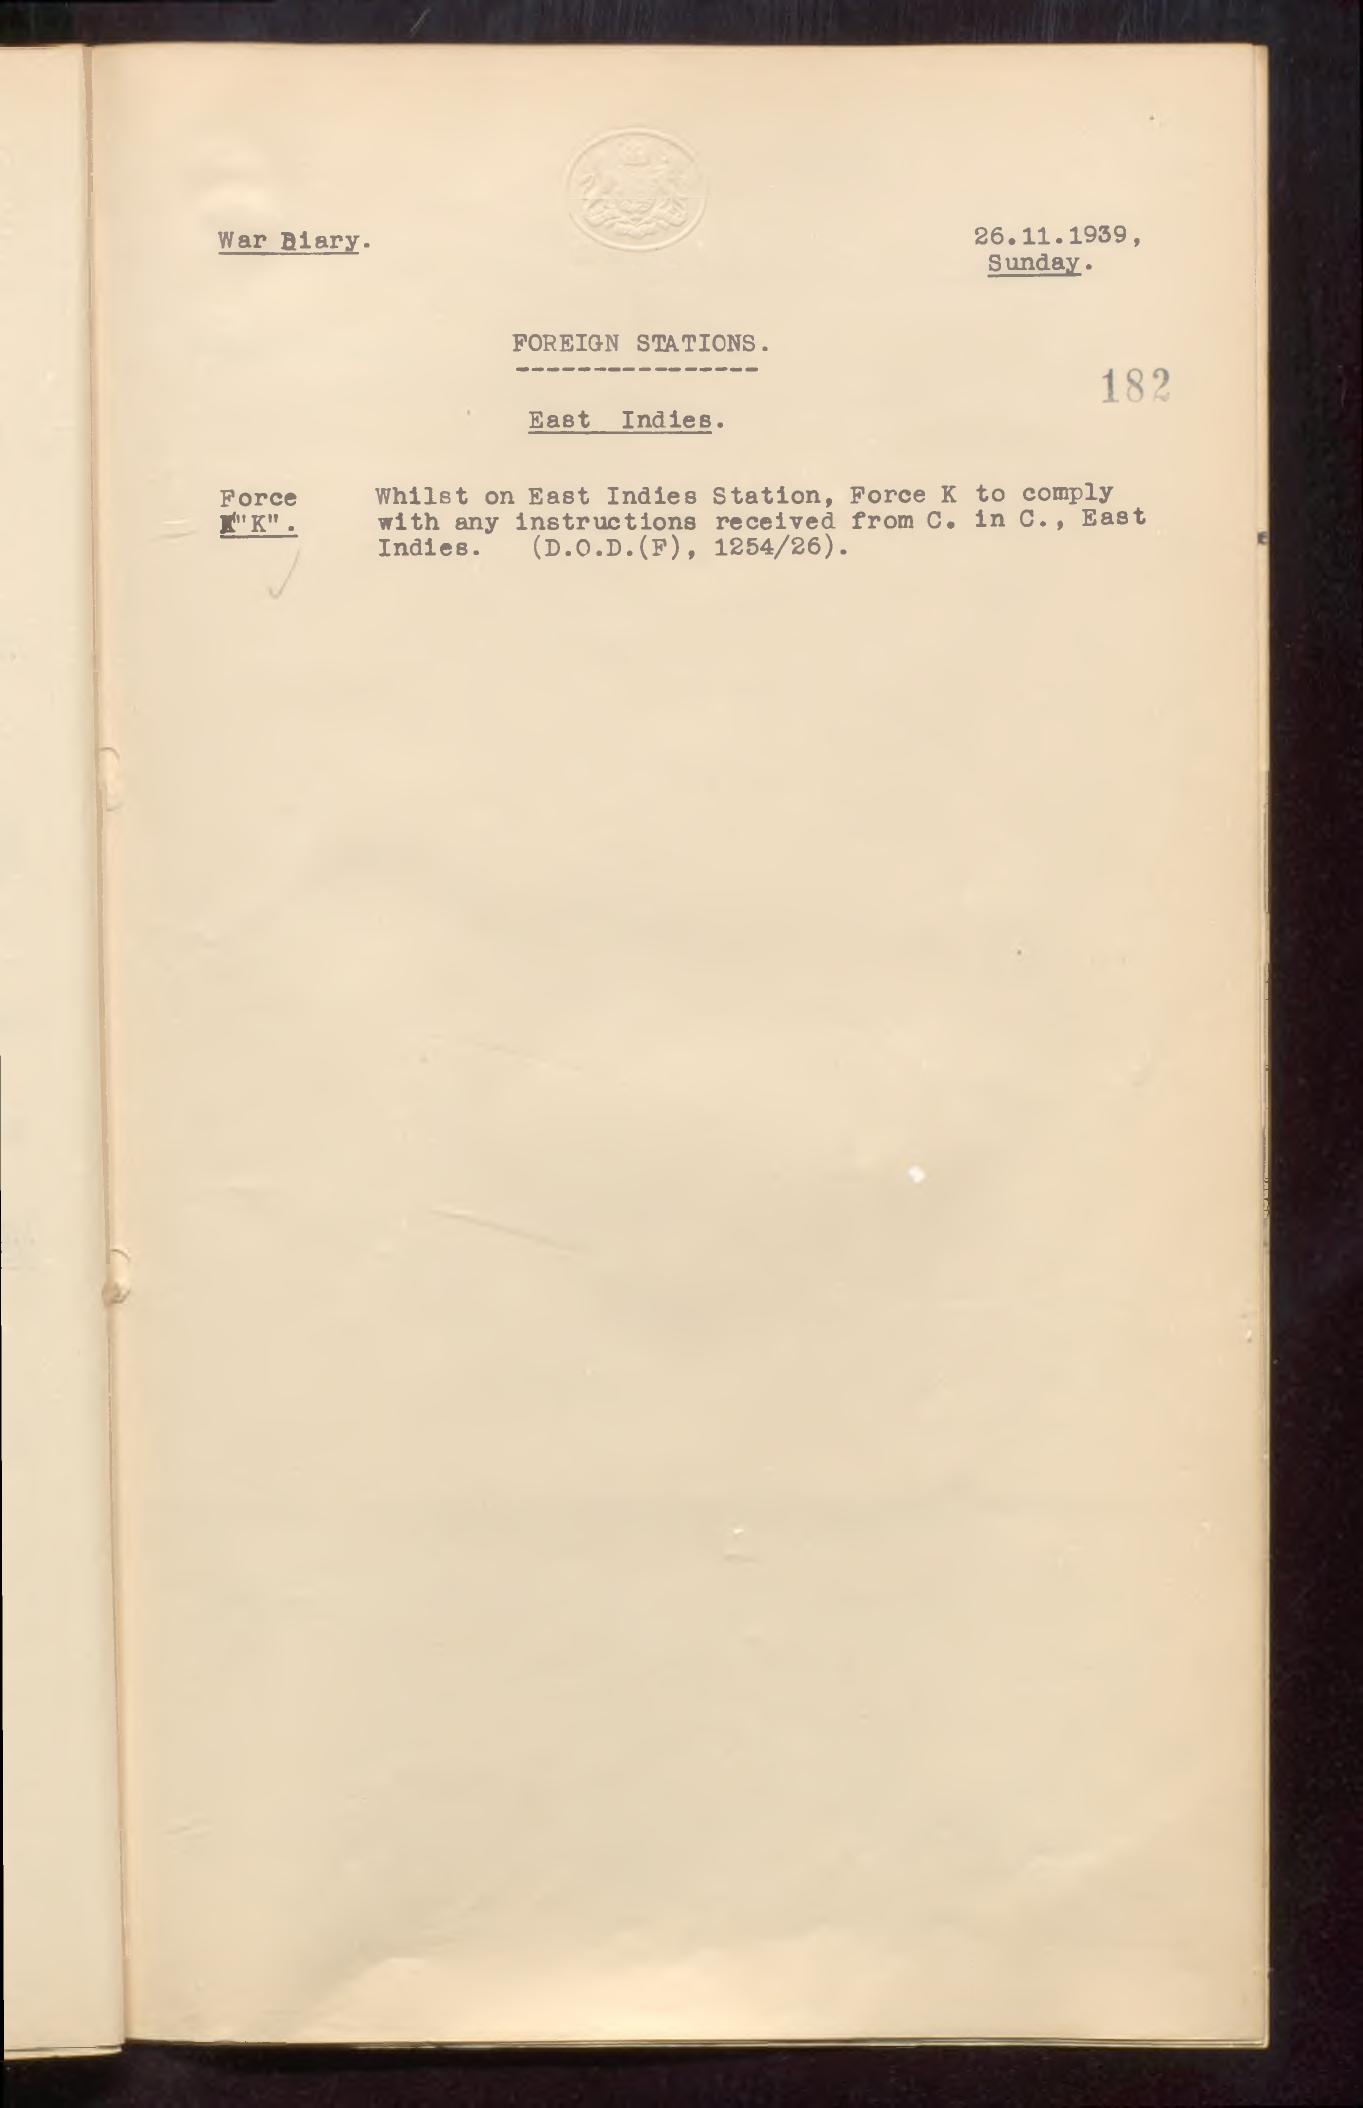 War Diary.
26.11.1939,
Sunday.
FOREIGN STATIONS.
----------------
182
East Indies.
Force
"K".
Whilst on East Indies Station, Force K to comply
with any instructions received from C. in C., East
Indies. (D.O.D.(F), 1254/26).